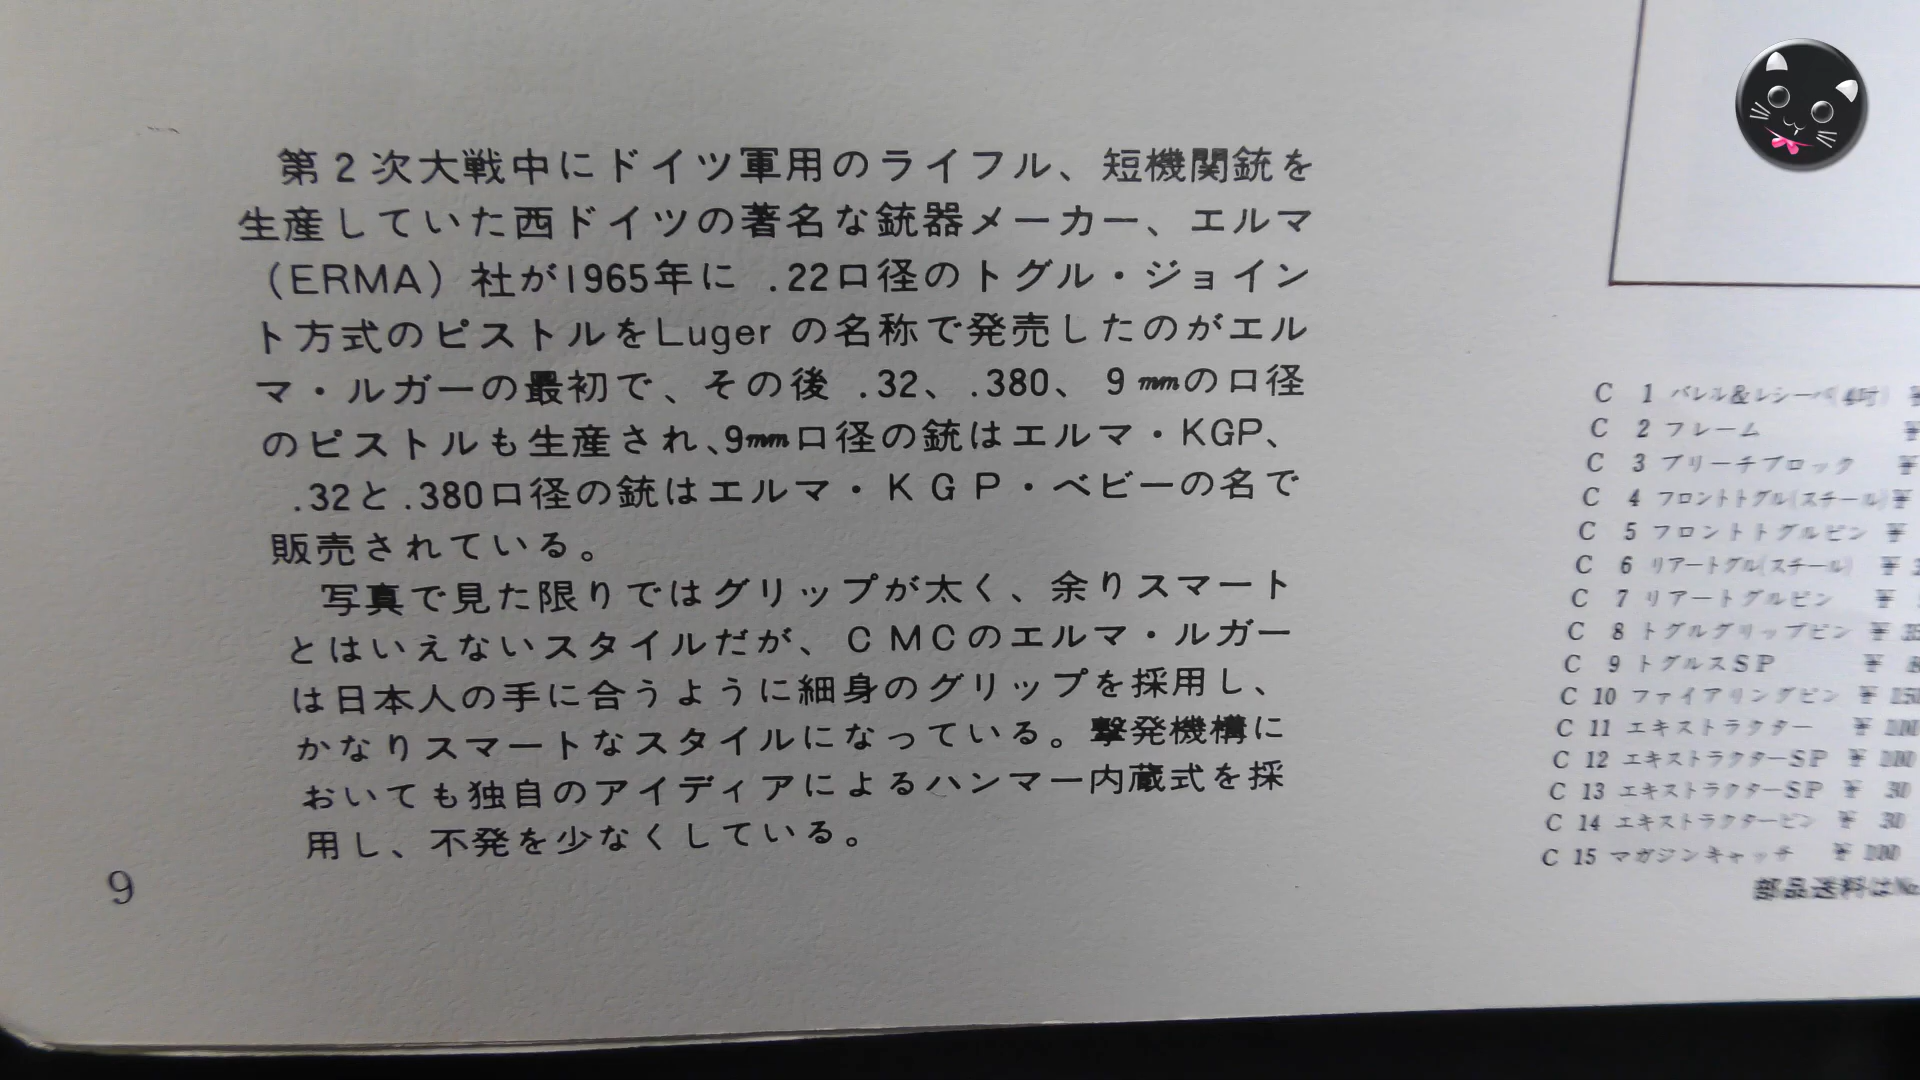 第2次大戦中にドイツ軍用のライフル、短機関銃を
生産していた西ドイツの著名な銃器メーカー、エルマ
（ERMA）社が1965年に .22口径のトグル・ジョイン
ト方式のピストルをLuger の名称で発売したのがエル
マ・ルガーの最初で、その後 .32、.380、9㎜の口径
のピストルも生産され、9㎜口径の銃はエルマ・KGP、
.32と.380口径の銃はエルマ・KGP・ベビーの名で
販売されている。
写真で見た限りではグリップが太く、余りスマート
とはいえないスタイルだが、CMCのエルマ・ルガー
は日本人の手に合うように細身のグリップを採用し、
かなりスマートなスタイルになっている。撃発機構に
おいても独自のアイディアによるハンマー内蔵式を採
用し、不発を少なくしている。
9
C 1 バレル&レシーバ(4吋) ¥
C 2 フレーム ¥
C 3 ブリーチブロック ¥
C 4 フロントトグル(スチール) ¥
C 5 フロントトグルピン ¥
C 6 リアートグル(スチール) ¥
C 7 リアートグルピン ¥
C 8 トグルグリップピン ¥
C 9 トグルスSP ¥
C 10 ファイアリングピン ¥ 150
C 11 エキストラクター ¥ 100
C 12 エキストラクターSP ¥ 100
C 13 エキストラクターSP ¥ 30
C 14 エキストラクターピン ¥ 30
C 15 マガジンキャッチ ¥ 100
部品送料はNo.